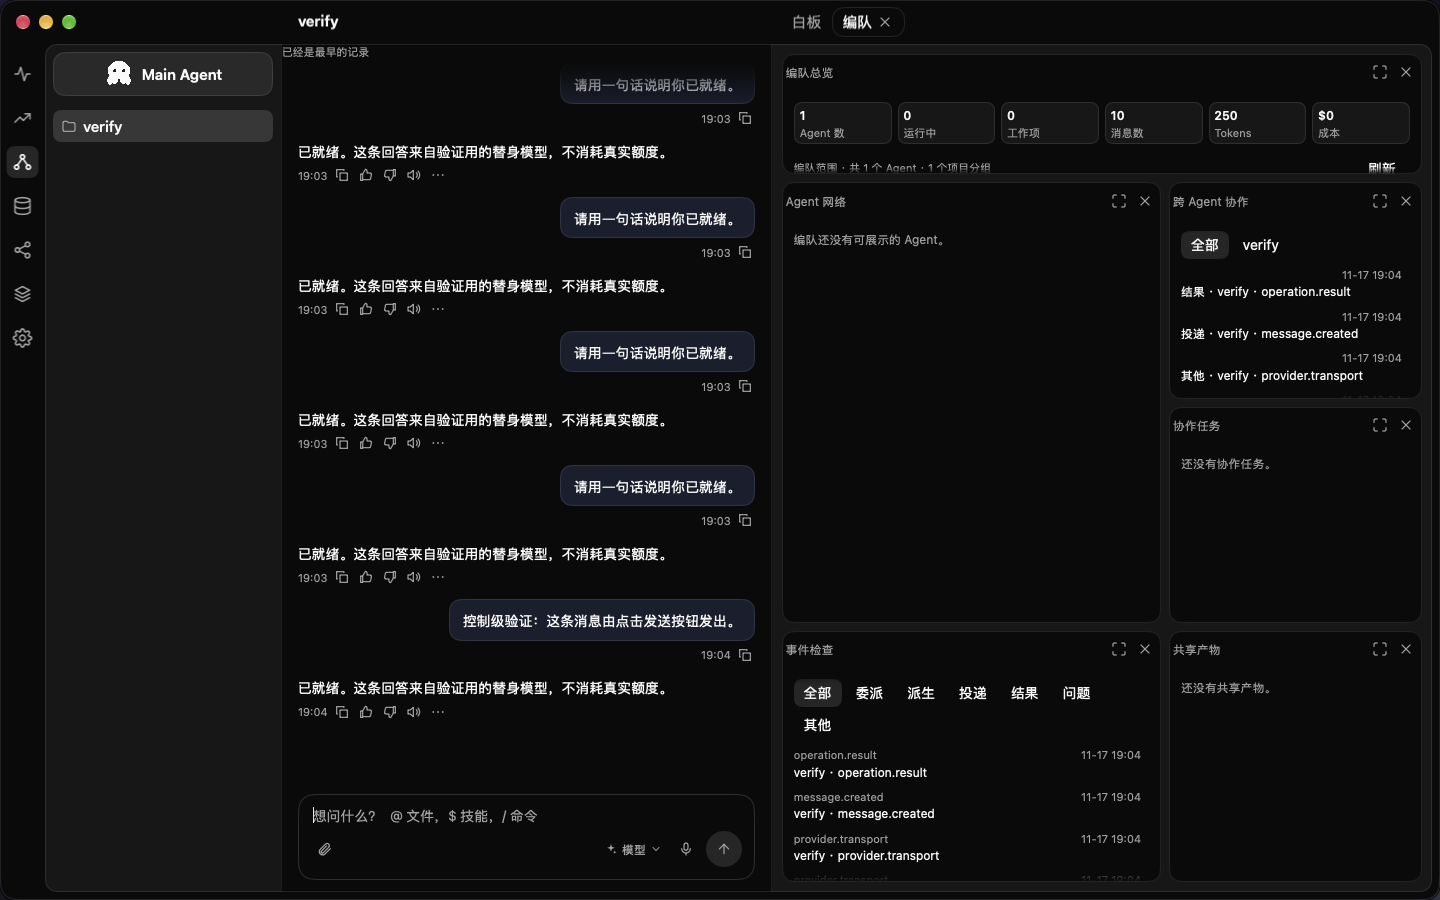 verify
白板
编队
Main Agent
verify
已经是最早的记录
请用一句话说明你已就绪。
19:03
已就绪。这条回答来自验证用的替身模型，不消耗真实额度。
19:03
请用一句话说明你已就绪。
19:03
已就绪。这条回答来自验证用的替身模型，不消耗真实额度。
19:03
请用一句话说明你已就绪。
19:03
已就绪。这条回答来自验证用的替身模型，不消耗真实额度。
19:03
请用一句话说明你已就绪。
19:03
已就绪。这条回答来自验证用的替身模型，不消耗真实额度。
19:03
控制级验证：这条消息由点击发送按钮发出。
19:04
已就绪。这条回答来自验证用的替身模型，不消耗真实额度。
19:04
想问什么？ @ 文件，$ 技能，/ 命令
模型
编队总览
1
Agent 数
0
运行中
0
工作项
10
消息数
250
Tokens
$0
成本
编队范围 · 共 1 个 Agent · 1 个项目分组
刷新
Agent 网络
编队还没有可展示的 Agent。
跨 Agent 协作
全部 verify
11-17 19:04
结果 · verify · operation.result
11-17 19:04
投递 · verify · message.created
11-17 19:04
其他 · verify · provider.transport
协作任务
还没有协作任务。
事件检查
全部 委派 派生 投递 结果 问题
其他
operation.result 11-17 19:04
verify · operation.result
message.created 11-17 19:04
verify · message.created
provider.transport 11-17 19:04
verify · provider.transport
共享产物
还没有共享产物。